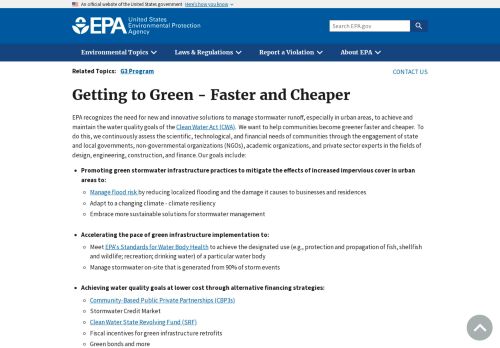 An official website of the United States government Here's how you know
EPA United States
Environmental Protection
Agency
Search EPA.gov
Environmental Topics Laws & Regulations Report a Violation About EPA
Related Topics: G3 Program CONTACT US
Getting to Green - Faster and Cheaper
EPA recognizes the need for new and innovative solutions to manage stormwater runoff, especially in urban areas, to achieve and
maintain the water quality goals of the Clean Water Act (CWA). We want to help communities become greener faster and cheaper. To
do this, we continuously assess the scientific, technological, and financial needs of communities through the engagement of state
and local governments, non-governmental organizations (NGOs), academic organizations, and private sector experts in the fields of
design, engineering, construction, and finance. Our goals include:
• Promoting green stormwater infrastructure practices to mitigate the effects of increased impervious cover in urban
areas to:
○ Manage flood risk by reducing localized flooding and the damage it causes to businesses and residences
○ Adapt to a changing climate - climate resiliency
○ Embrace more sustainable solutions for stormwater management
• Accelerating the pace of green infrastructure implementation to:
○ Meet EPA's Standards for Water Body Health to achieve the designated use (e.g., protection and propagation of fish, shellfish
and wildlife; recreation; drinking water) of a particular water body
○ Manage stormwater on-site that is generated from 90% of storm events
• Achieving water quality goals at lower cost through alternative financing strategies:
○ Community-Based Public Private Partnerships (CBP3s)
○ Stormwater Credit Market
○ Clean Water State Revolving Fund (SRF)
○ Fiscal incentives for green infrastructure retrofits
○ Green bonds and more